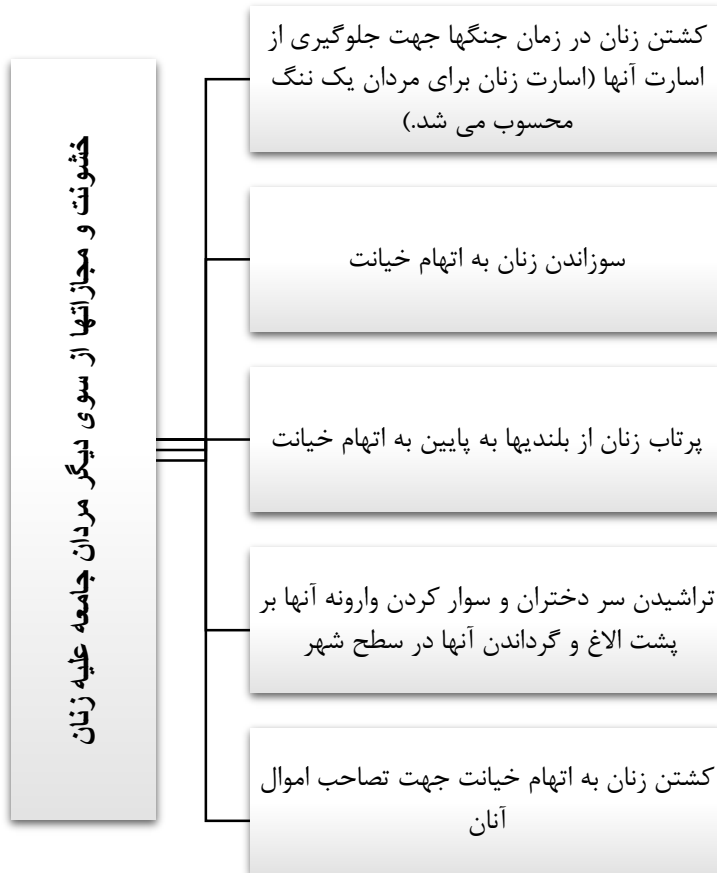 خشونت و مجازاتها از سوی دیگر مردان جامعه علیه زنان
کشتن زنان در زمان جنگها جهت جلوگیری از
اسارت آنها (اسارت زنان برای مردان یک ننگ
محسوب می شد.)
سوزاندن زنان به اتهام خیانت
پرتاب زنان از بلندیها به پایین به اتهام خیانت
تراشیدن سر دختران و سوار کردن وارونه آنها بر
پشت الاغ و گرداندن آنها در سطح شهر
کشتن زنان به اتهام خیانت جهت تصاحب اموال
آنان